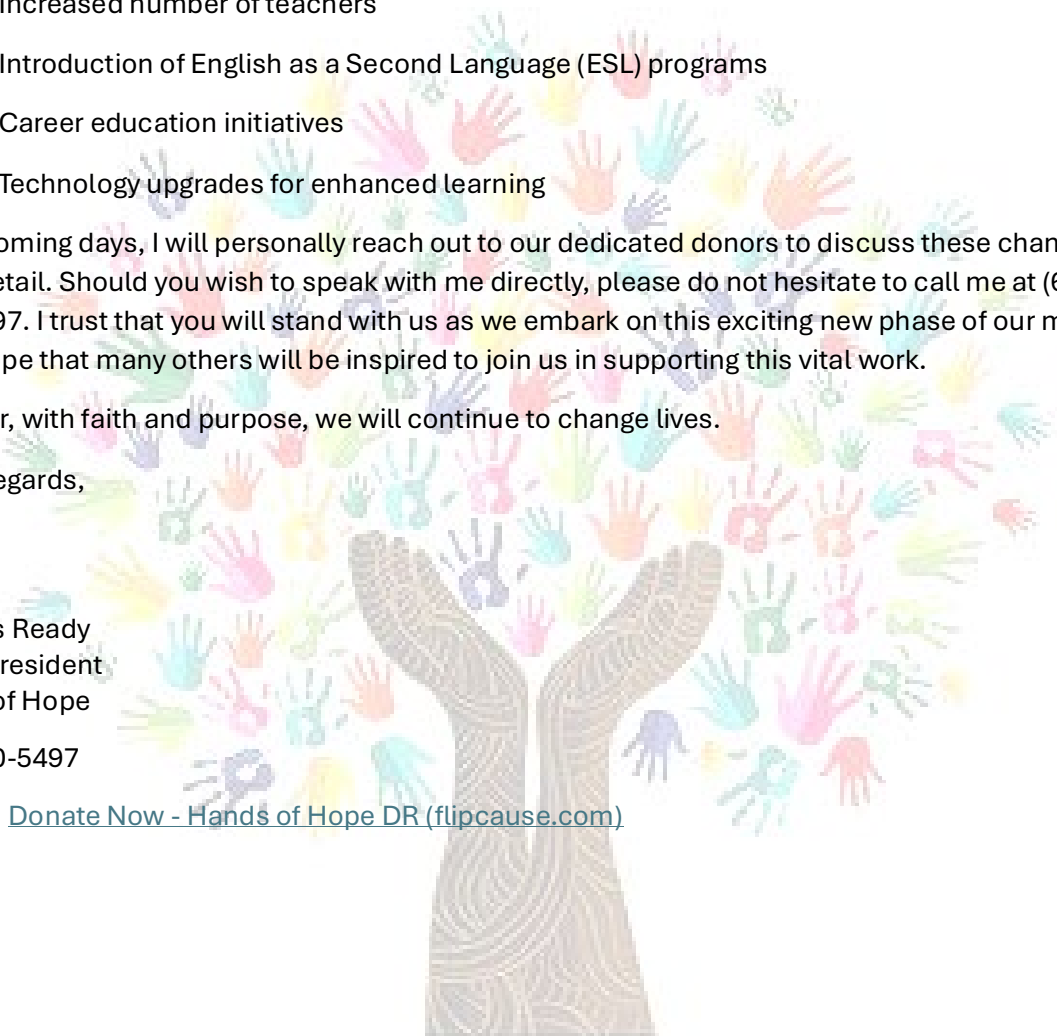 Increased number of teachers
Introduction of English as a Second Language (ESL) programs
Career education initiatives
Technology upgrades for enhanced learning
oming days, I will personally reach out to our dedicated donors to discuss these chan
etail. Should you wish to speak with me directly, please do not hesitate to call me at (6
97. I trust that you will stand with us as we embark on this exciting new phase of our m
pe that many others will be inspired to join us in supporting this vital work.
r, with faith and purpose, we will continue to change lives.
egards,
s Ready
resident
of Hope
0-5497
Donate Now - Hands of Hope DR (flipcause.com)